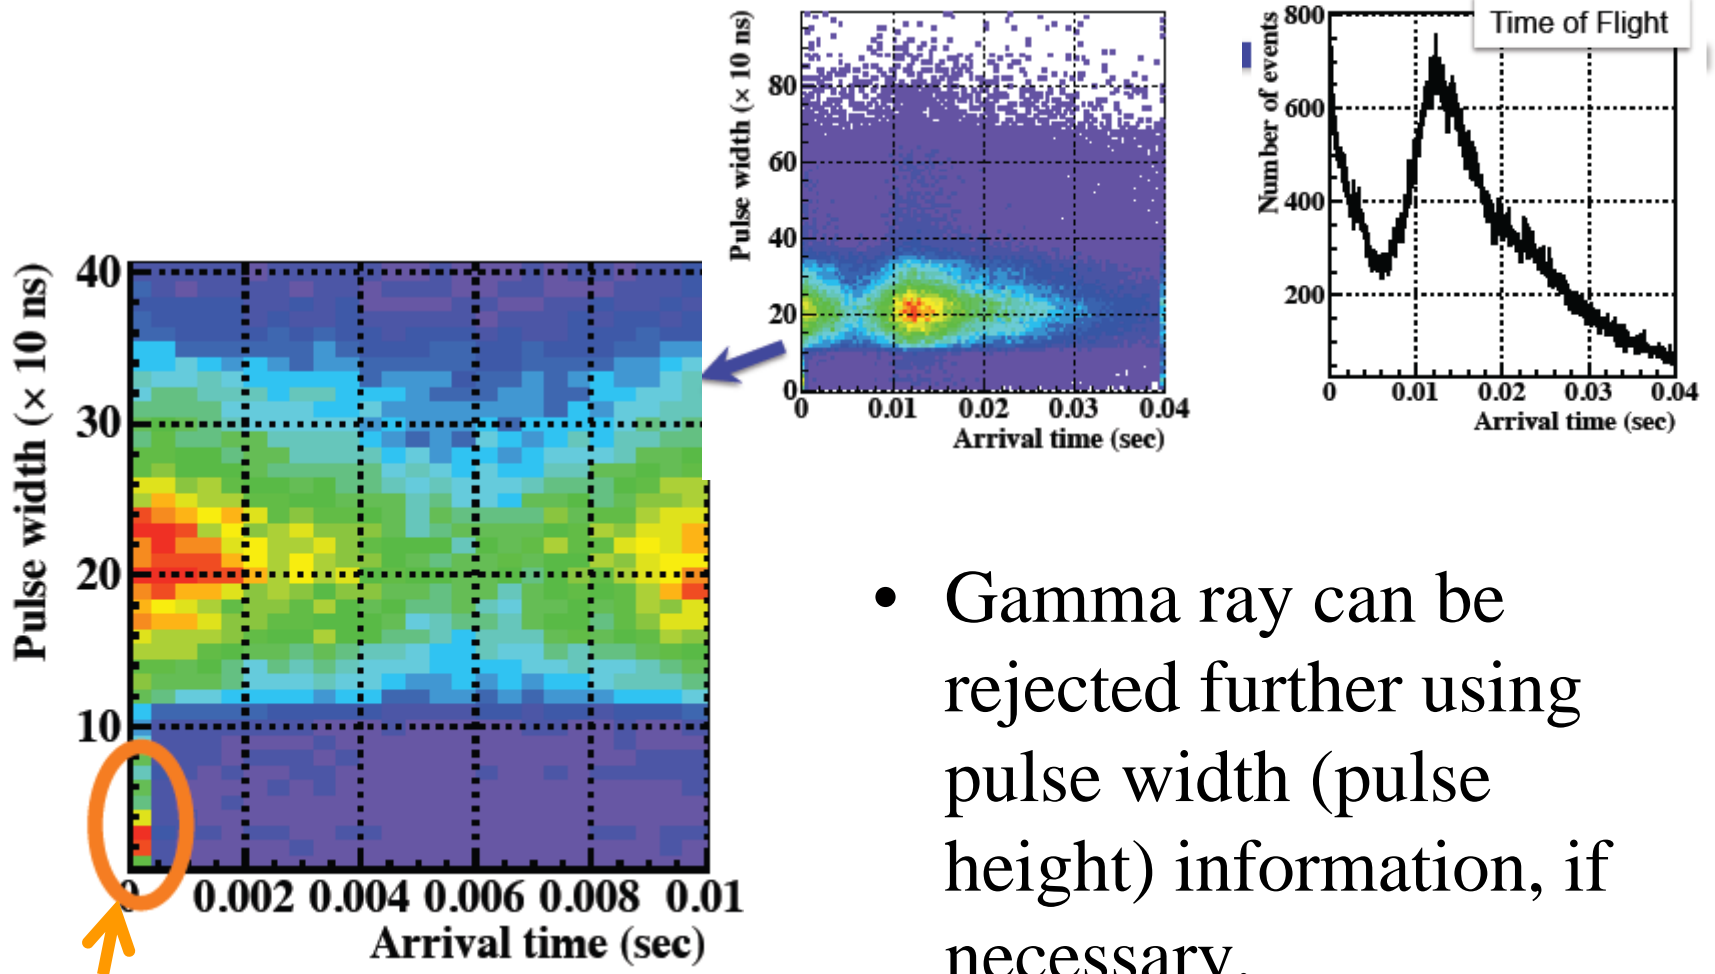 Pulse width (× 10 ns)
80
60
40
20
0
0 0.01 0.02 0.03 0.04
Arrival time (sec)
Time of Flight
Number of events
800
600
400
200
0 0.01 0.02 0.03 0.04
Arrival time (sec)
Pulse width (× 10 ns)
40
30
20
10
0 0.002 0.004 0.006 0.008 0.01
Arrival time (sec)
• Gamma ray can be
rejected further using
pulse width (pulse
height) information, if
necessary.